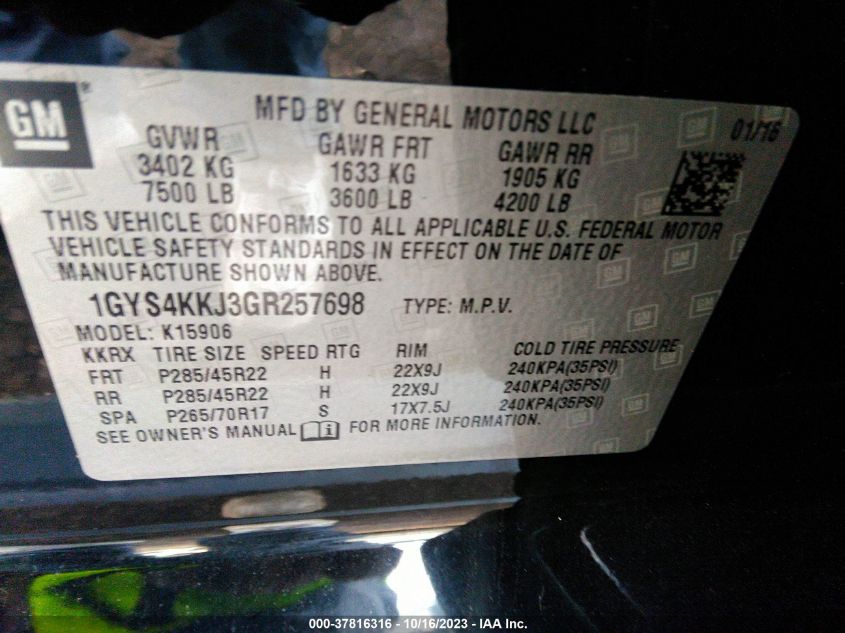 GM®
MFD BY GENERAL MOTORS LLC
01/16
GVWR GAWR FRT GAWR RR
3402 KG 1633 KG 1905 KG
7500 LB 3600 LB 4200 LB
THIS VEHICLE CONFORMS TO ALL APPLICABLE U.S. FEDERAL MOTOR
VEHICLE SAFETY STANDARDS IN EFFECT ON THE DATE OF
MANUFACTURE SHOWN ABOVE.
1GYS4KKJ3GR257698 TYPE: M.P.V.
MODEL: K15906
KKRX TIRE SIZE SPEED RTG RIM COLD TIRE PRESSURE
FRT P285/45R22 H 22X9J 240KPA(35PSI)
RR P285/45R22 H 22X9J 240KPA(35PSI)
SPA P265/70R17 S 17X7.5J 240KPA(35PSI)
SEE OWNER'S MANUAL i FOR MORE INFORMATION.
000-37816316 - 10/16/2023 - IAA Inc.